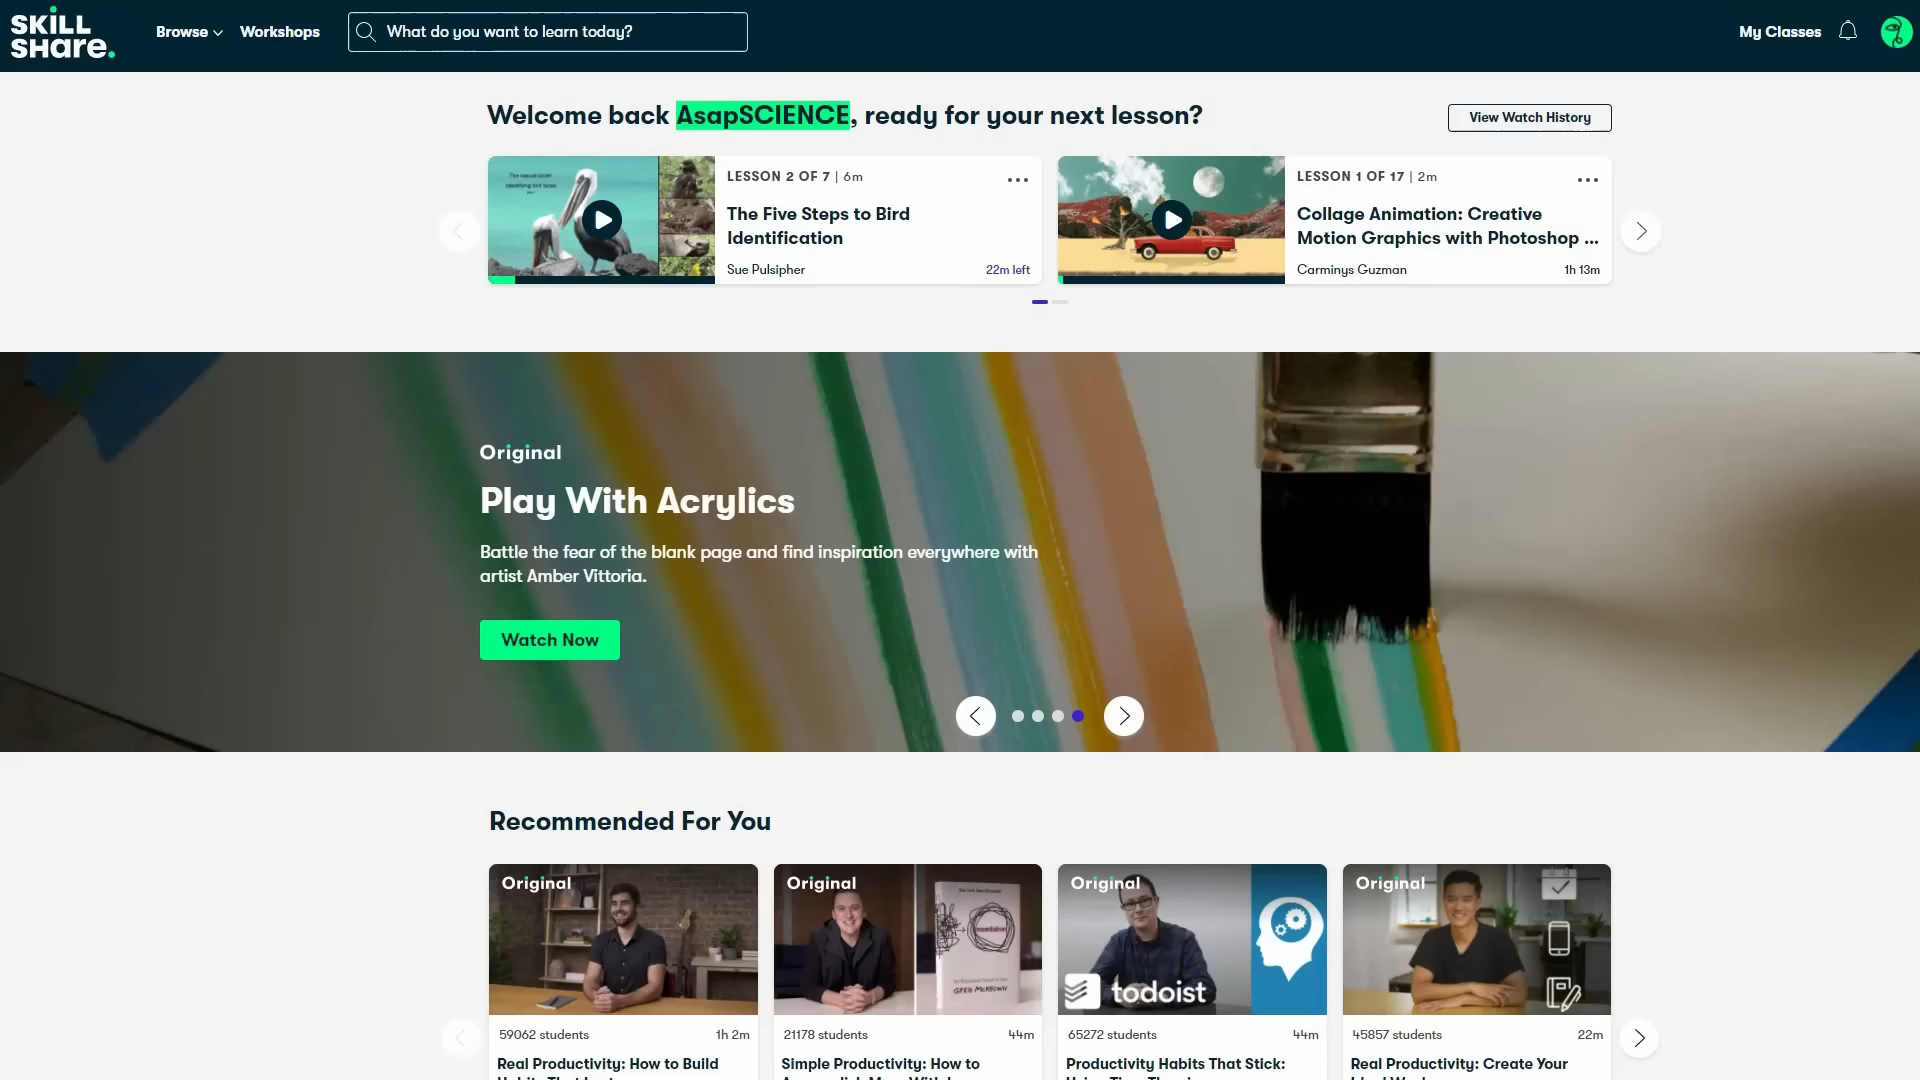 SKILL
SHare.
Browse
Workshops
What do you want to learn today?
My Classes
Welcome back AsapSCIENCE, ready for your next lesson?
View Watch History
LESSON 2 OF 7 | 6m
The Five Steps to Bird
Identification
Sue Pulsipher
22m left
LESSON 1 OF 17 | 2m
Collage Animation: Creative
Motion Graphics with Photoshop ...
Carminys Guzman
1h 13m
Original
Play With Acrylics
Battle the fear of the blank page and find inspiration everywhere with
artist Amber Vittoria.
Watch Now
Recommended For You
Original
Original
essentialism
GREG McKEOWN
Original
todoist
Original
59062 students
1h 2m
21178 students
44m
65272 students
44m
45857 students
22m
Real Productivity: How to Build
Simple Productivity: How to
Productivity Habits That Stick:
Real Productivity: Create Your